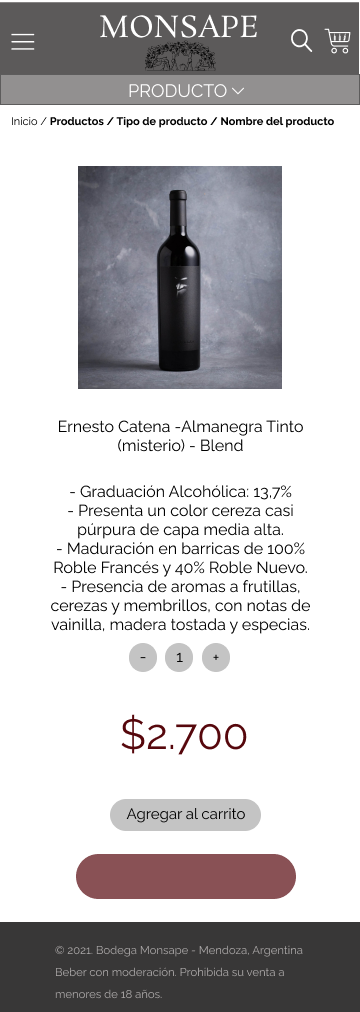 MONSAPE
PRODUCTO
Inicio / Productos / Tipo de producto / Nombre del producto
Ernesto Catena -Almanegra Tinto
(misterio) - Blend
- Graduación Alcohólica: 13,7%
- Presenta un color cereza casi
púrpura de capa media alta.
- Maduración en barricas de 100%
Roble Francés y 40% Roble Nuevo.
- Presencia de aromas a frutillas,
cerezas y membrillos, con notas de
vainilla, madera tostada y especias.
- 1 +
$2.700
Agregar al carrito
© 2021. Bodega Monsape - Mendoza, Argentina
Beber con moderación. Prohibida su venta a
menores de 18 años.